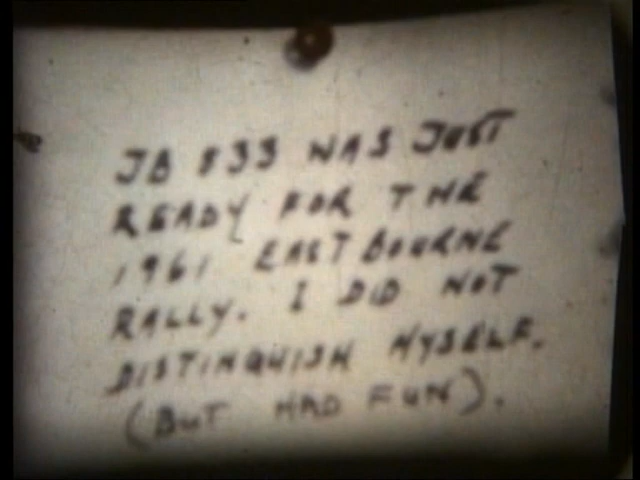 JB 833 WAS JUST
READY FOR THE
1961 EASTBOURNE
RALLY. I DID NOT
DISTINGUISH MYSELF.
(BUT HAD FUN).